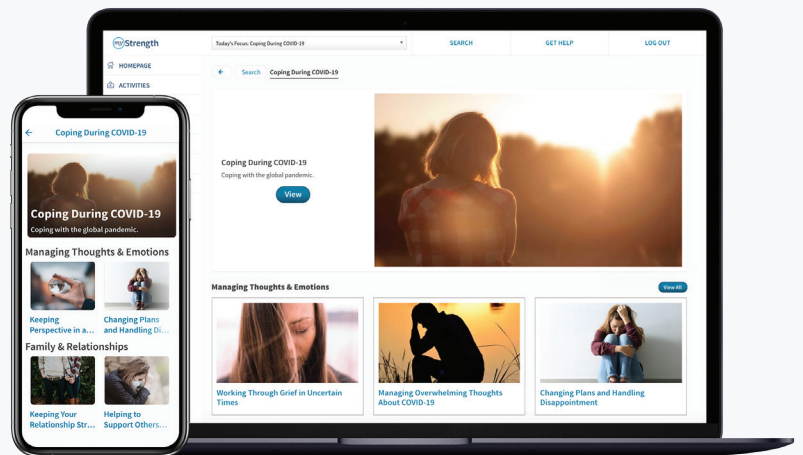 myStrength
Today's Focus: Coping During COVID-19
SEARCH
GET HELP
LOG OUT
HOMEPAGE
ACTIVITIES
Search
Coping During COVID-19
Coping During COVID-19
Coping with the global pandemic.
View
Managing Thoughts & Emotions
View All
Working Through Grief in Uncertain
Times
Managing Overwhelming Thoughts
About COVID-19
Changing Plans and Handling
Disappointment
Coping During COVID-19
Coping During COVID-19
Coping with the global pandemic.
Managing Thoughts & Emotions
Keeping
Perspective in a...
Changing Plans
and Handling Di...
Family & Relationships
Keeping Your
Relationship Str...
Helping to
Support Others...